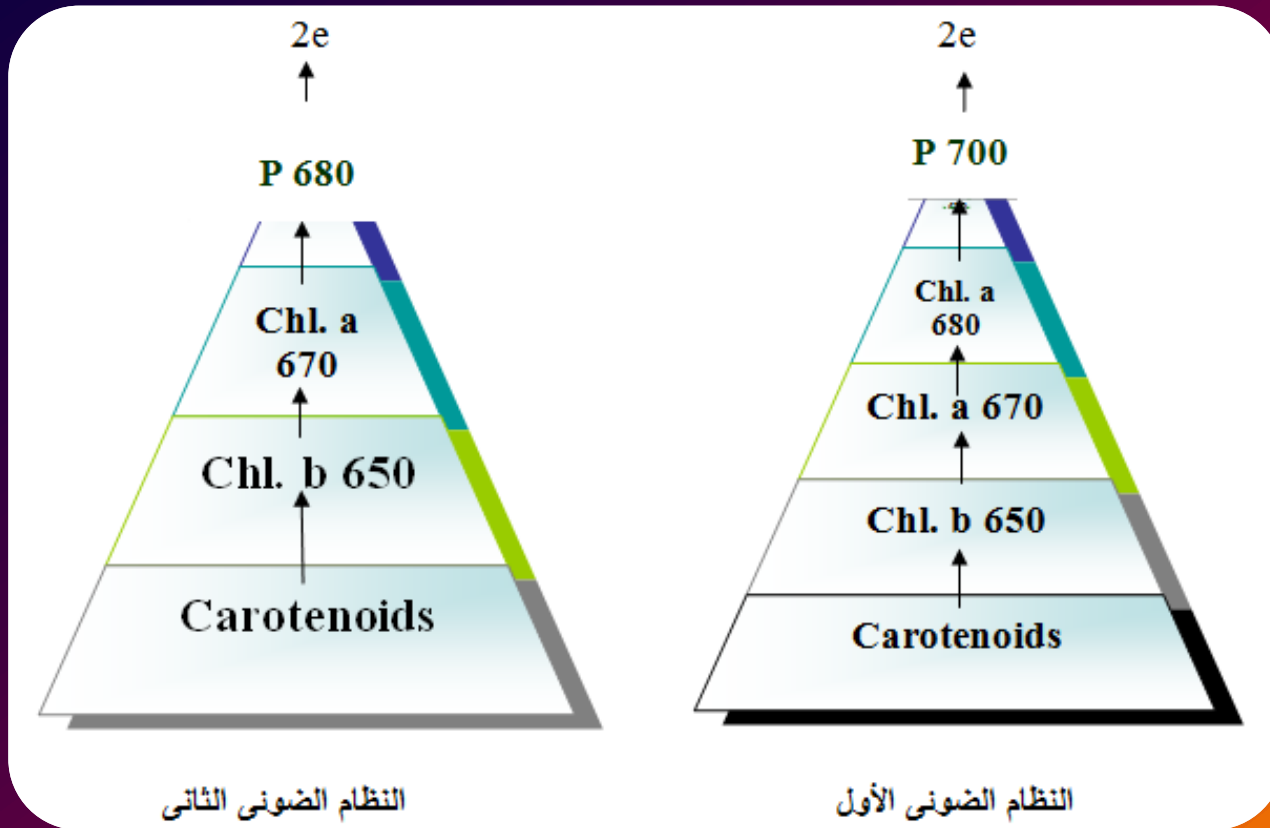 2e
P 680
Chl. a
670
Chl. b 650
Carotenoids
النظام الضوئى الثانى
2e
P 700
Chl. a
680
Chl. a 670
Chl. b 650
Carotenoids
النظام الضوئى الأول